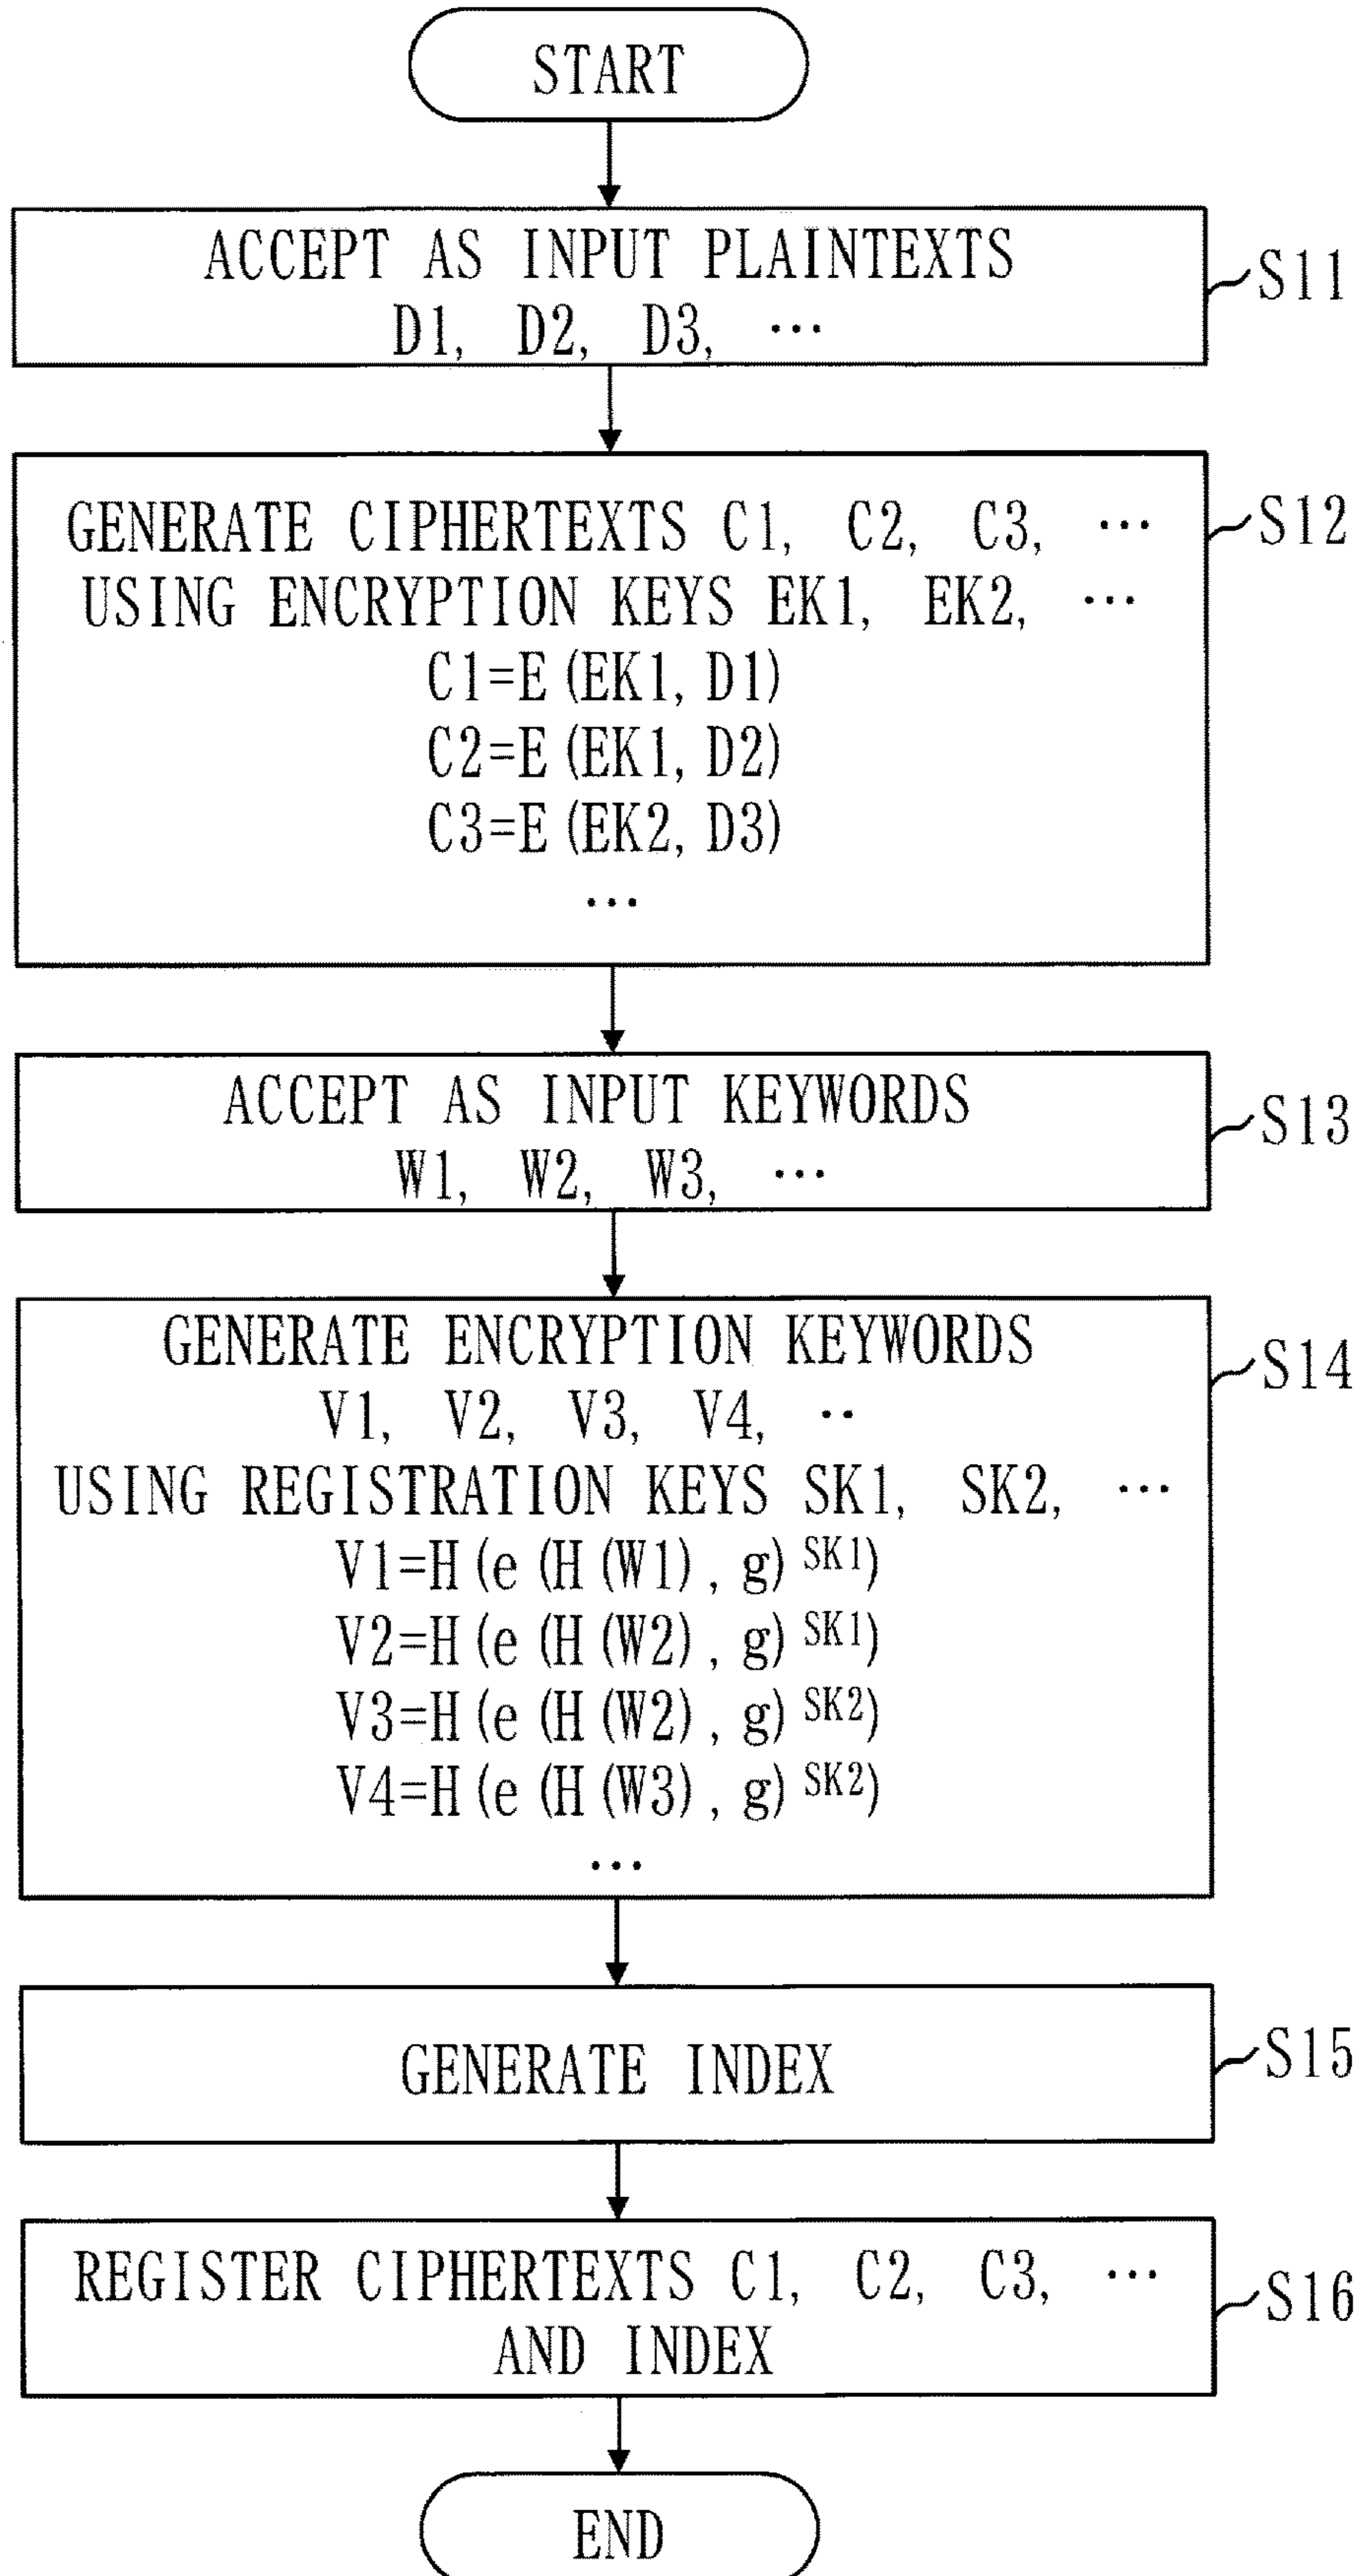 START
ACCEPT AS INPUT PLAINTEXTS
D1, D2, D3, ···
S11
GENERATE CIPHERTEXTS C1, C2, C3, ···
USING ENCRYPTION KEYS EK1, EK2, ···
C1=E(EK1, D1)
C2=E(EK1, D2)
C3=E(EK2, D3)
···
S12
ACCEPT AS INPUT KEYWORDS
W1, W2, W3, ···
S13
GENERATE ENCRYPTION KEYWORDS
V1, V2, V3, V4, ··
USING REGISTRATION KEYS SK1, SK2, ···
V1=H(e(H(W1), g)^SK1)
V2=H(e(H(W2), g)^SK1)
V3=H(e(H(W2), g)^SK2)
V4=H(e(H(W3), g)^SK2)
···
S14
GENERATE INDEX
S15
REGISTER CIPHERTEXTS C1, C2, C3, ···
AND INDEX
S16
END